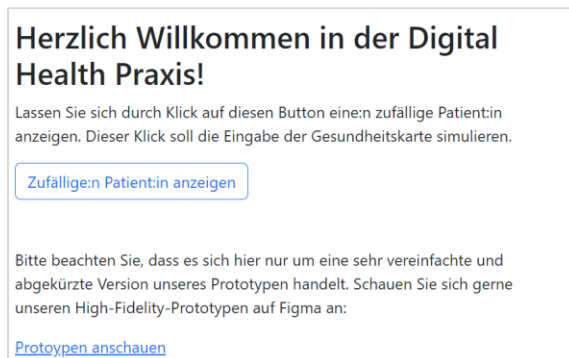 Herzlich Willkommen in der Digital
Health Praxis!
Lassen Sie sich durch Klick auf diesen Button eine:n zufällige Patient:in
anzeigen. Dieser Klick soll die Eingabe der Gesundheitskarte simulieren.
Zufällige:n Patient:in anzeigen
Bitte beachten Sie, dass es sich hier nur um eine sehr vereinfachte und
abgekürzte Version unseres Prototypen handelt. Schauen Sie sich gerne
unseren High-Fidelity-Prototypen auf Figma an:
Protoypen anschauen